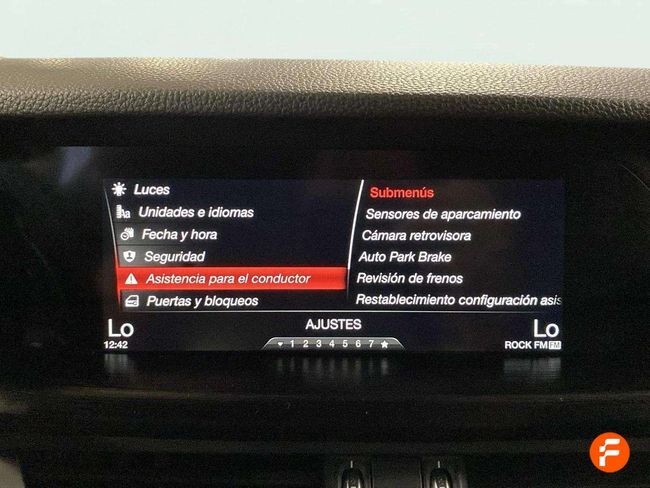 Luces
Unidades e idiomas
Fecha y hora
Seguridad
Asistencia para el conductor
Puertas y bloqueos
Submenús
Sensores de aparcamiento
Cámara retrovisora
Auto Park Brake
Revisión de frenos
Restablecimiento configuración asis
Lo
AJUSTES
Lo
12:42
1 2 3 4 5 6 7
ROCK FM FM